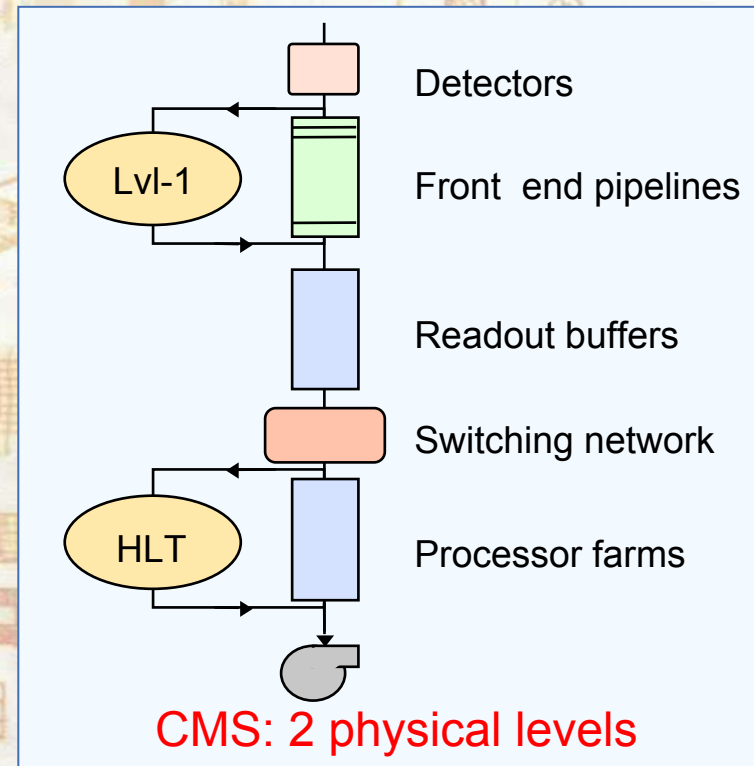 Detectors
Lvl-1
Front end pipelines
Readout buffers
Switching network
HLT
Processor farms
CMS: 2 physical levels